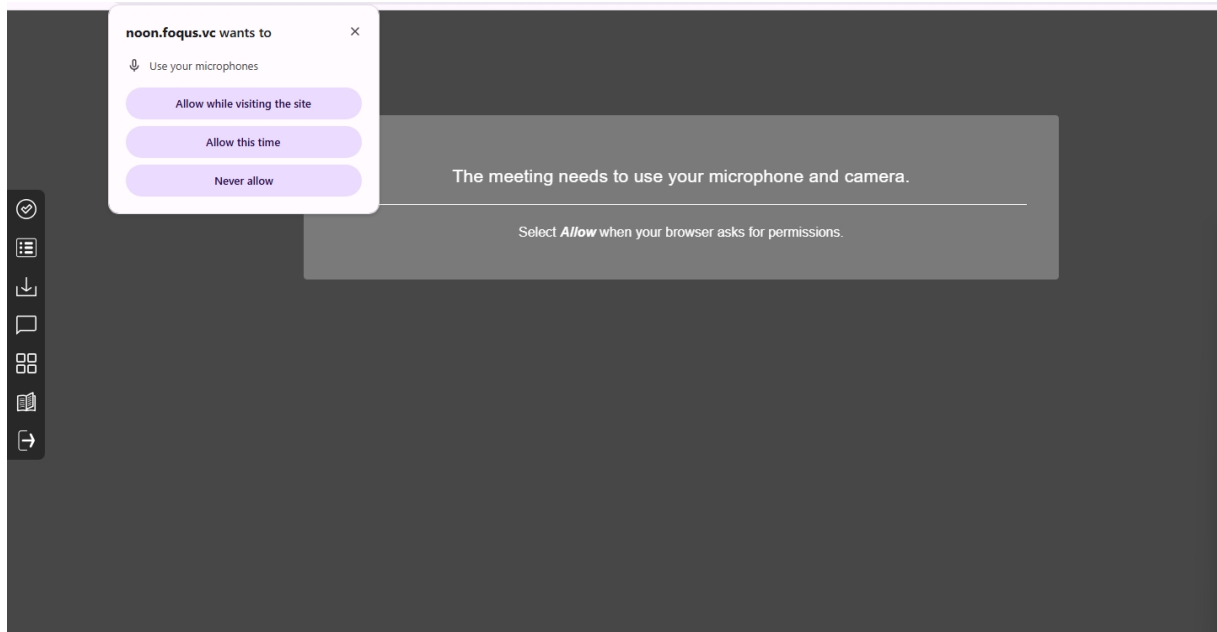 noon.foqus.vc wants to
Use your microphones
Allow while visiting the site
Allow this time
Never allow
The meeting needs to use your microphone and camera.
Select Allow when your browser asks for permissions.